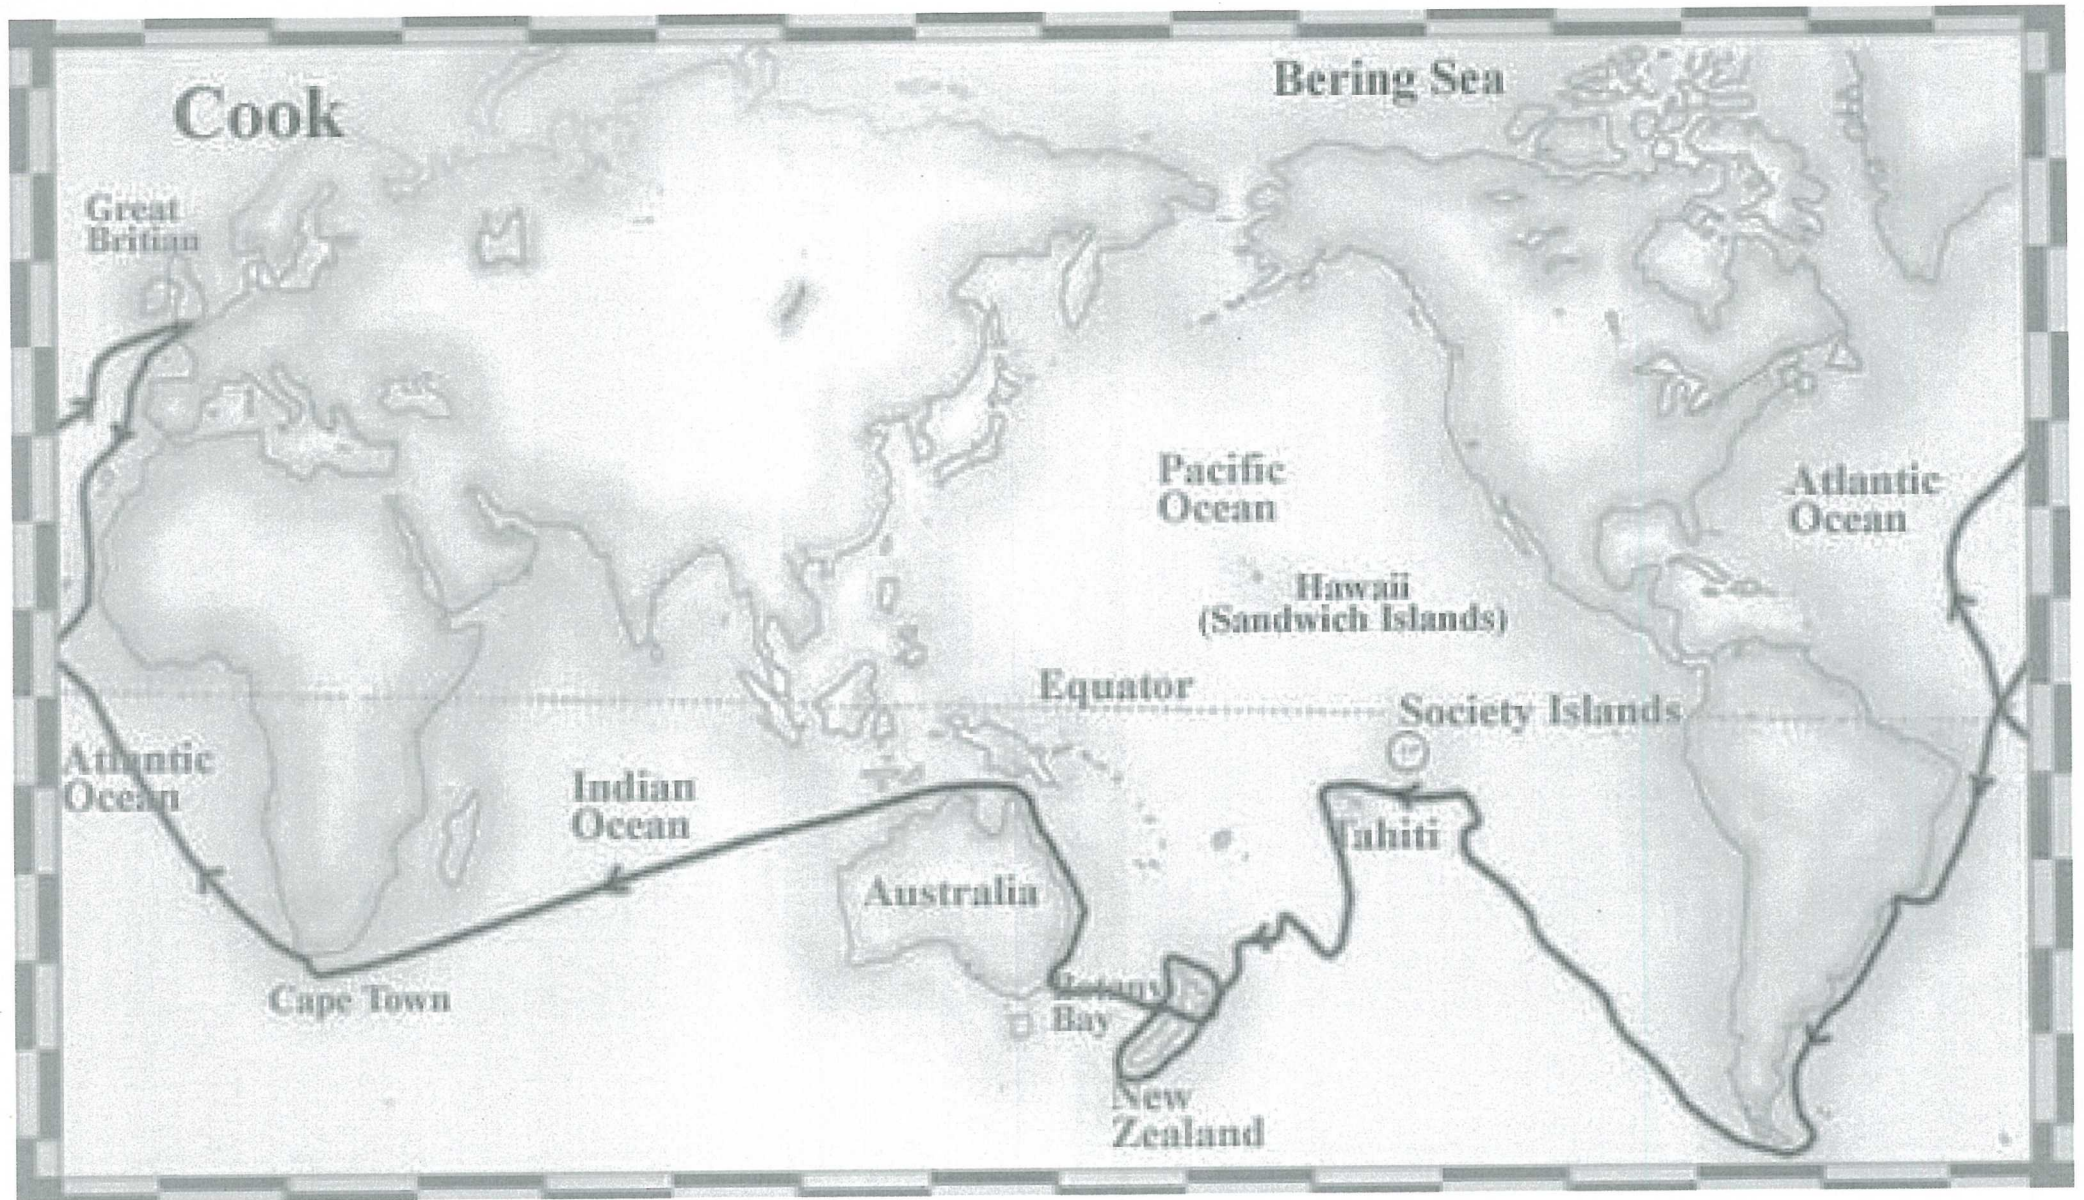 Cook
Bering Sea
Great
Britian
Pacific
Ocean
Atlantic
Ocean
Hawaii
(Sandwich Islands)
Equator
Society Islands
Atlantic
Ocean
Indian
Ocean
Tahiti
Australia
Cape Town
Botany
Bay
New
Zealand